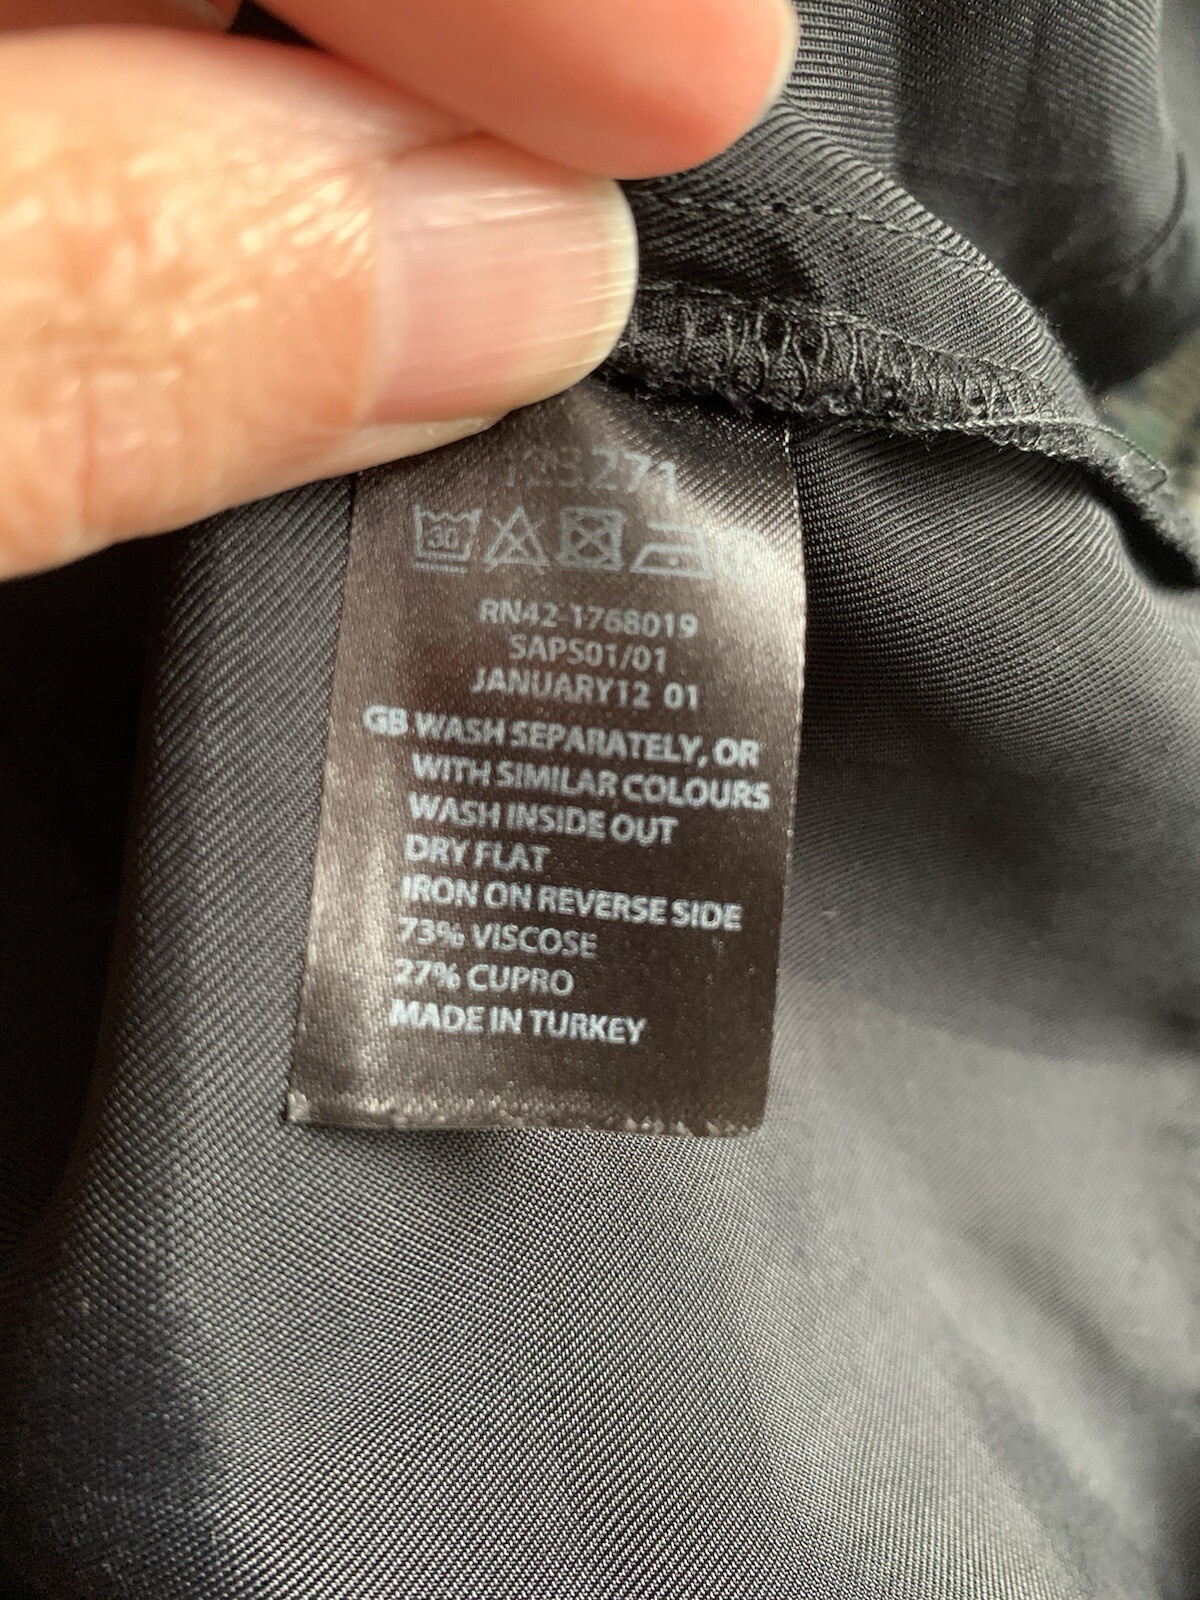 30
RN42-1768019
SAPS01/01
JANUARY12 01
GB WASH SEPARATELY, OR
WITH SIMILAR COLOURS
WASH INSIDE OUT
DRY FLAT
IRON ON REVERSE SIDE
73% VISCOSE
27% CUPRO
MADE IN TURKEY